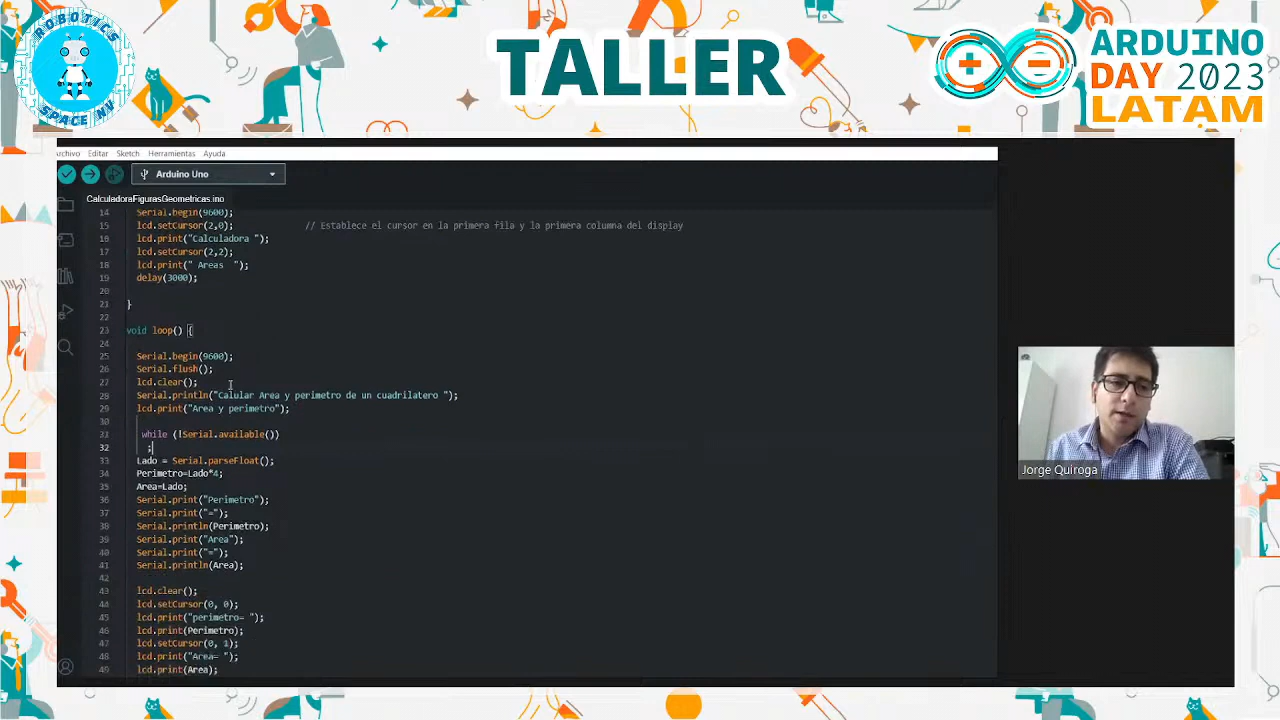 ROBOTICS
SPACE NV
TALLER
ARDUINO
DAY 2023
LATAM
Archivo Editar Sketch Herramientas Ayuda
Arduino Uno
CalculadoraFigurasGeometricas.ino
14 Serial.begin(9600);
15 lcd.setCursor(2,0); // Establece el cursor en la primera fila y la primera columna del display
16 lcd.print("Calculadora ");
17 lcd.setCursor(2,2);
18 lcd.print(" Areas  ");
19 delay(3000);
20
21 }
22
23 void loop() {
24
25 Serial.begin(9600);
26 Serial.flush();
27 lcd.clear();
28 Serial.println("Calular Area y perimetro de un cuadrilatero ");
29 lcd.print("Area y perimetro");
30
31 while (!Serial.available())
32 ;
33 Lado = Serial.parseFloat();
34 Perimetro=Lado*4;
35 Area=Lado;
36 Serial.print("Perimetro");
37 Serial.print("=");
38 Serial.println(Perimetro);
39 Serial.print("Area");
40 Serial.print("=");
41 Serial.println(Area);
42
43 lcd.clear();
44 lcd.setCursor(0, 0);
45 lcd.print("perimetro= ");
46 lcd.print(Perimetro);
47 lcd.setCursor(0, 1);
48 lcd.print("Area= ");
49 lcd.print(Area);
Jorge Quiroga